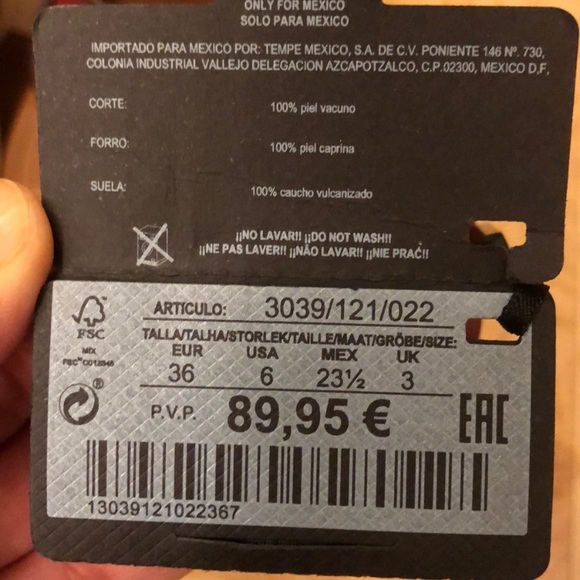 ONLY FOR MEXICO
SOLO PARA MEXICO
IMPORTADO PARA MEXICO POR: TEMPE MEXICO, S.A. DE C.V. PONIENTE 146 Nº. 730,
COLONIA INDUSTRIAL VALLEJO DELEGACION AZCAPOTZALCO, C.P.02300, MEXICO D,F,
CORTE: 100% piel vacuno
FORRO: 100% piel caprina
SUELA: 100% caucho vulcanizado
¡¡NO LAVAR!! ¡¡DO NOT WASH!!
¡¡NE PAS LAVER!! ¡¡NÃO LAVAR! ¡¡NIE PRAĆ!!
FSC
MIX
ARTICULO: 3039/121/022
TALLA/TALHA/STORLEK/TAILLE/MAAT/GRÖBE/SIZE:
EUR USA MEX UK
36 6 23½ 3
P.V.P. 89,95 €
EAC
13039121022367